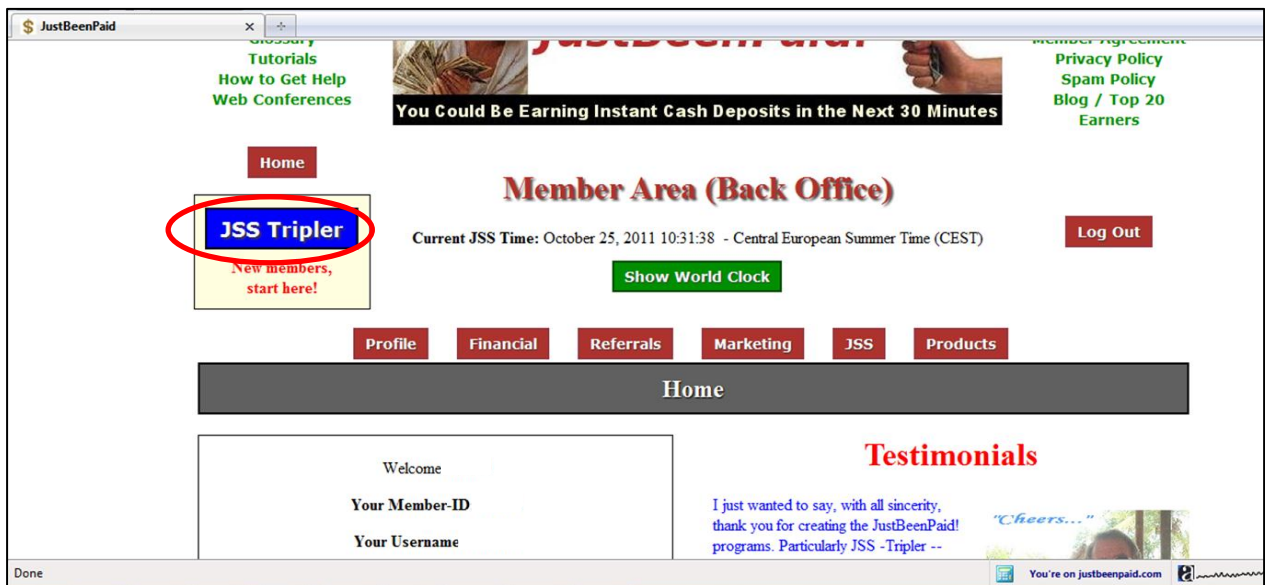 JustBeenPaid
Glossary
Tutorials
How to Get Help
Web Conferences
JustBeenPaid!
You Could Be Earning Instant Cash Deposits in the Next 30 Minutes
Member Agreement
Privacy Policy
Spam Policy
Blog / Top 20
Earners
Home
JSS Tripler
New members,
start here!
Member Area (Back Office)
Current JSS Time: October 25, 2011 10:31:38 - Central European Summer Time (CEST)
Show World Clock
Log Out
Profile Financial Referrals Marketing JSS Products
Home
Welcome
Your Member-ID
Your Username
Testimonials
I just wanted to say, with all sincerity,
thank you for creating the JustBeenPaid!
programs. Particularly JSS -Tripler --
"Cheers..."
Done
You're on justbeenpaid.com